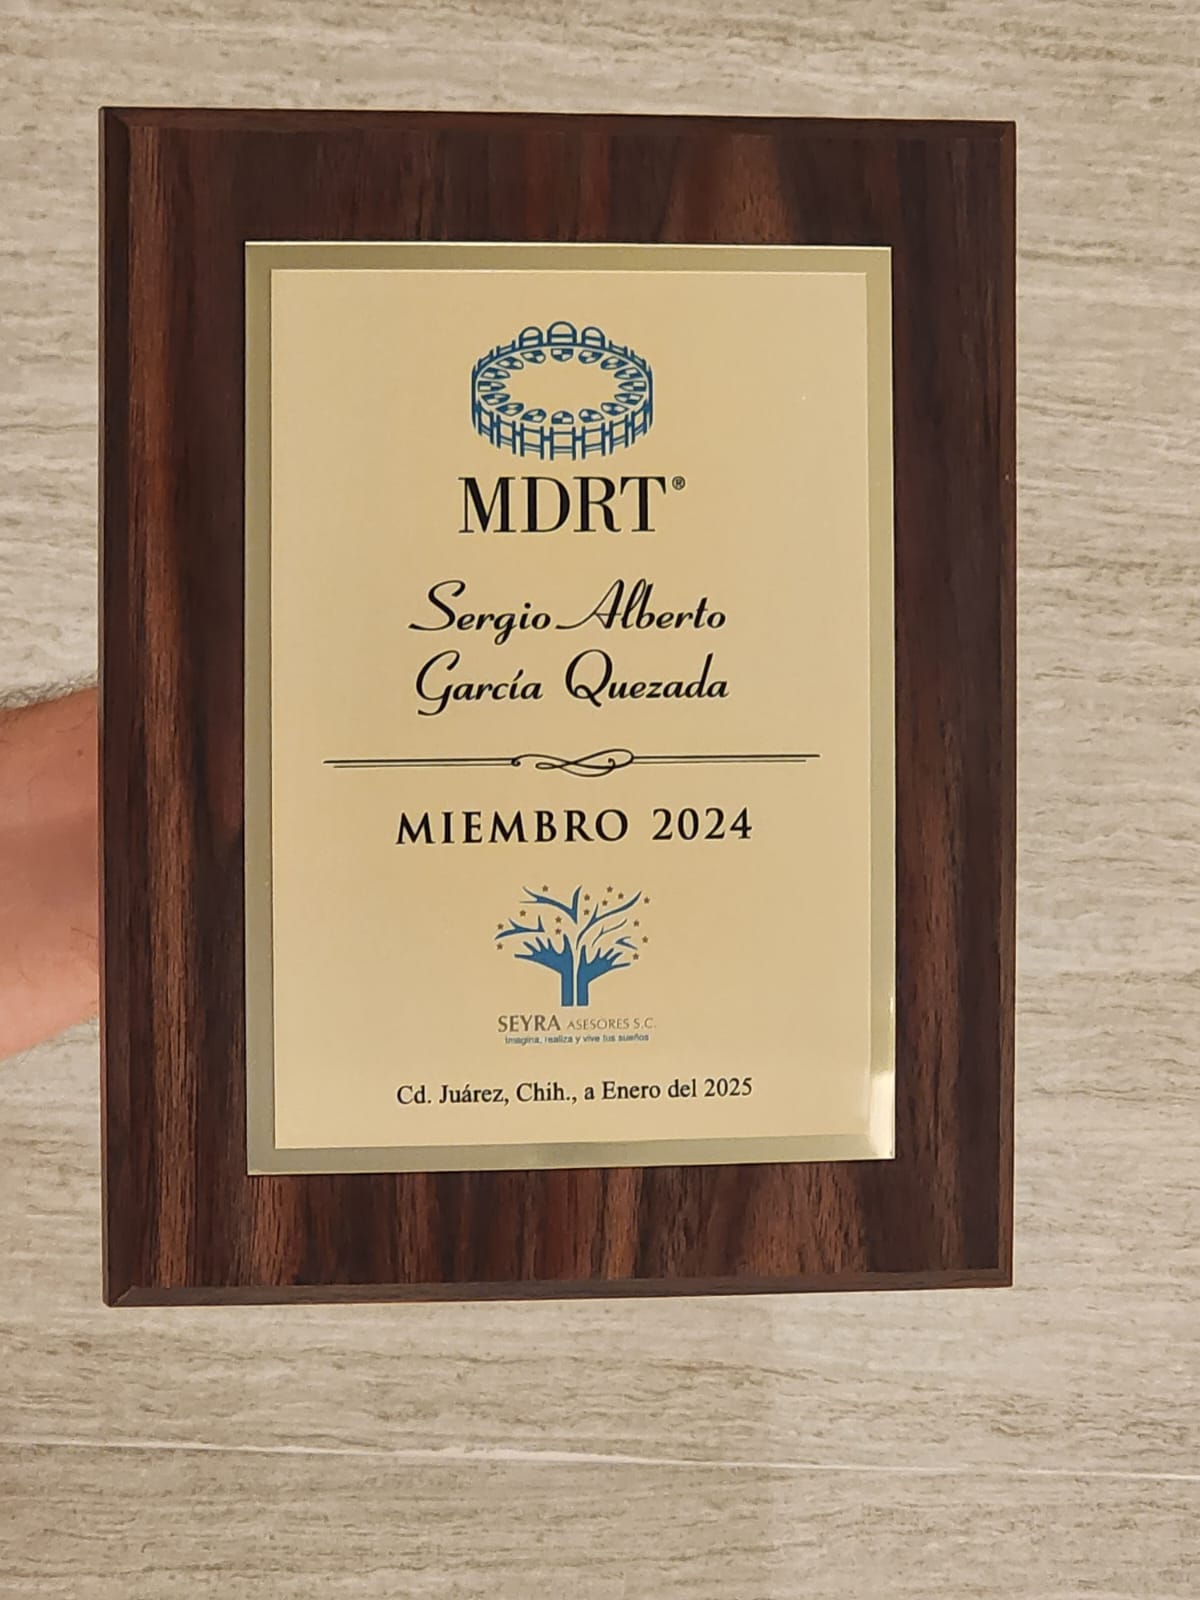 MDRT®
Sergio Alberto
García Quezada
MIEMBRO 2024
SEYRA ASESORES S.C.
Imagina, realiza y vive tus sueños
Cd. Juárez, Chih., a Enero del 2025